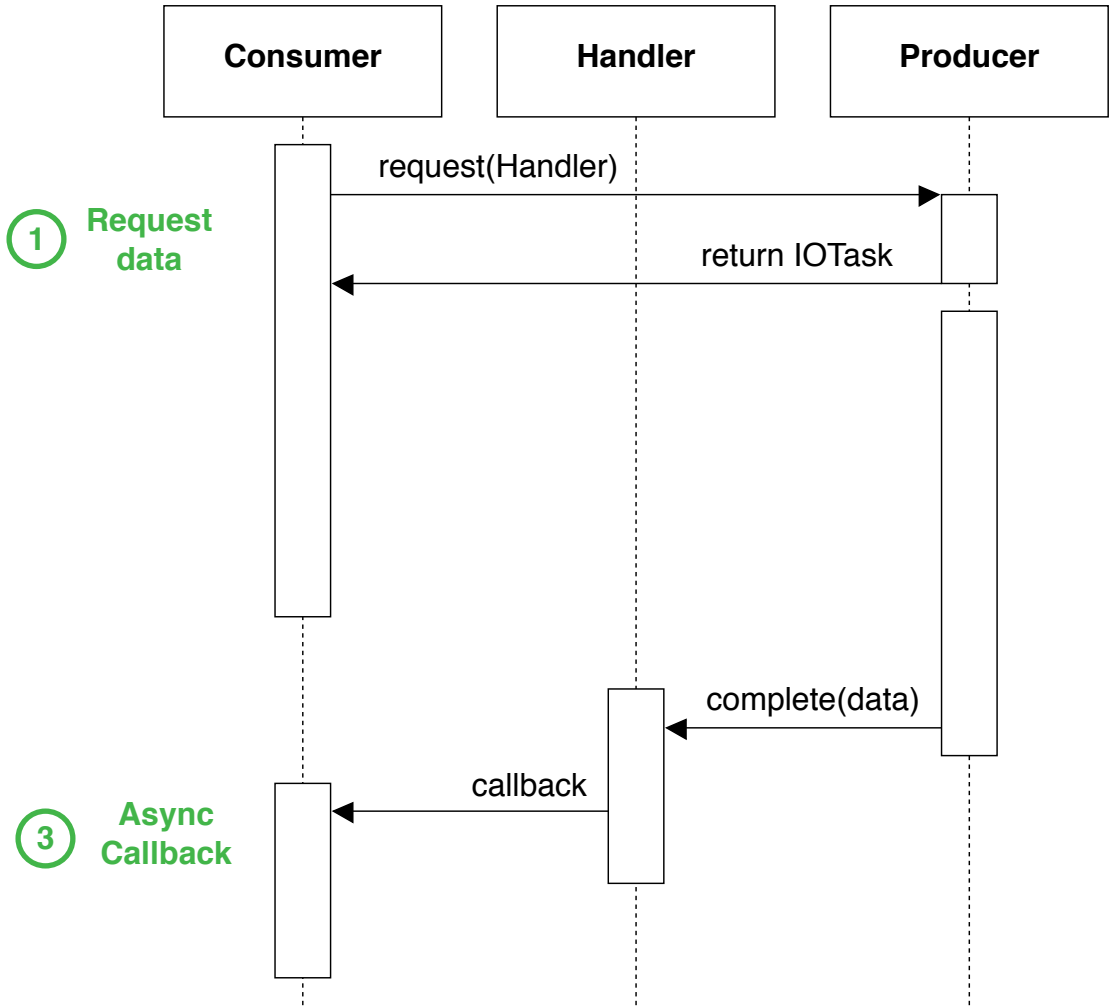 Consumer
Handler
Producer
request(Handler)
1
Request
data
return IOTask
complete(data)
callback
3
Async
Callback